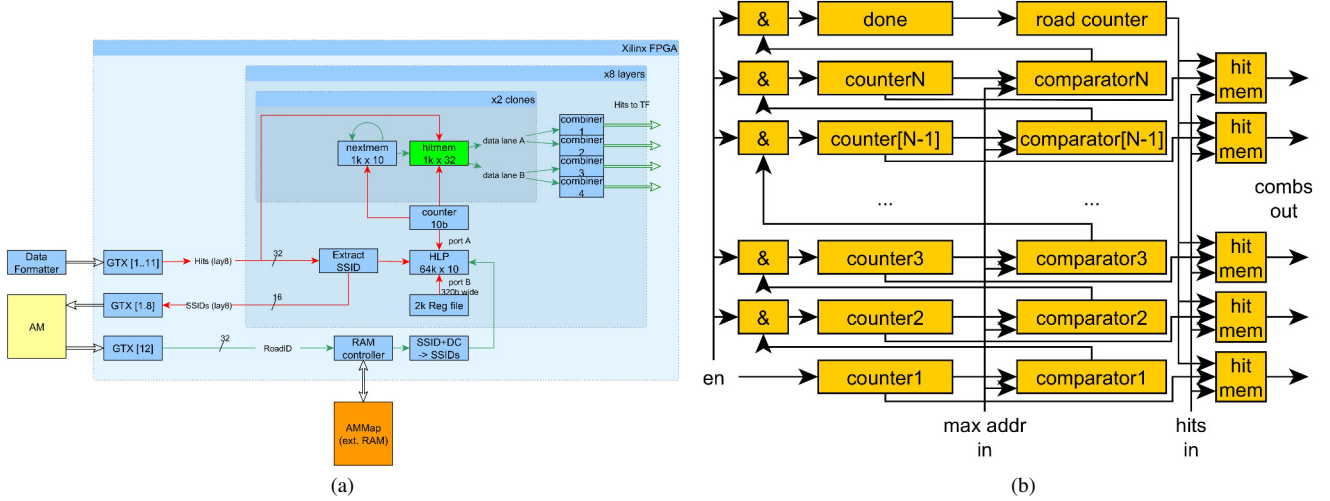 Xilinx FPGA
x8 layers
x2 clones
Hits to TF
nextmem
1k x 10
hitmem
1k x 32
data lane A
data lane B
combiner
1
combiner
2
combiner
3
combiner
4
counter
10b
port A
Data
Formatter
GTX [1..11]
Hits (lay8)
32
Extract
SSID
HLP
64k x 10
port B
320b wide
2k Reg file
AM
GTX [1.8]
SSIDs (lay8)
16
GTX [12]
32
RoadID
RAM
controller
SSID+DC
-> SSIDs
AMMap
(ext. RAM)
(a)
& done road counter
& counterN comparatorN hit
mem
& counter[N-1] comparator[N-1] hit
mem
... ...
combs
out
& counter3 comparator3 hit
mem
& counter2 comparator2 hit
mem
en counter1 comparator1 hit
mem
max addr
in
hits
in
(b)